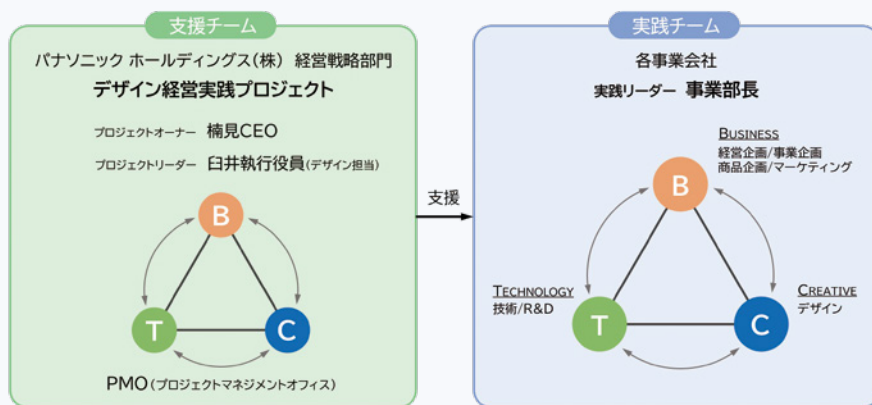 支援チーム
パナソニック ホールディングス(株) 経営戦略部門
デザイン経営実践プロジェクト
プロジェクトオーナー 楠見CEO
プロジェクトリーダー 臼井執行役員(デザイン担当)
B
T
C
PMO(プロジェクトマネジメントオフィス)
支援
実践チーム
各事業会社
実践リーダー 事業部長
BUSINESS
経営企画/事業企画
商品企画/マーケティング
B
TECHNOLOGY
技術/R&D
T
CREATIVE
デザイン
C